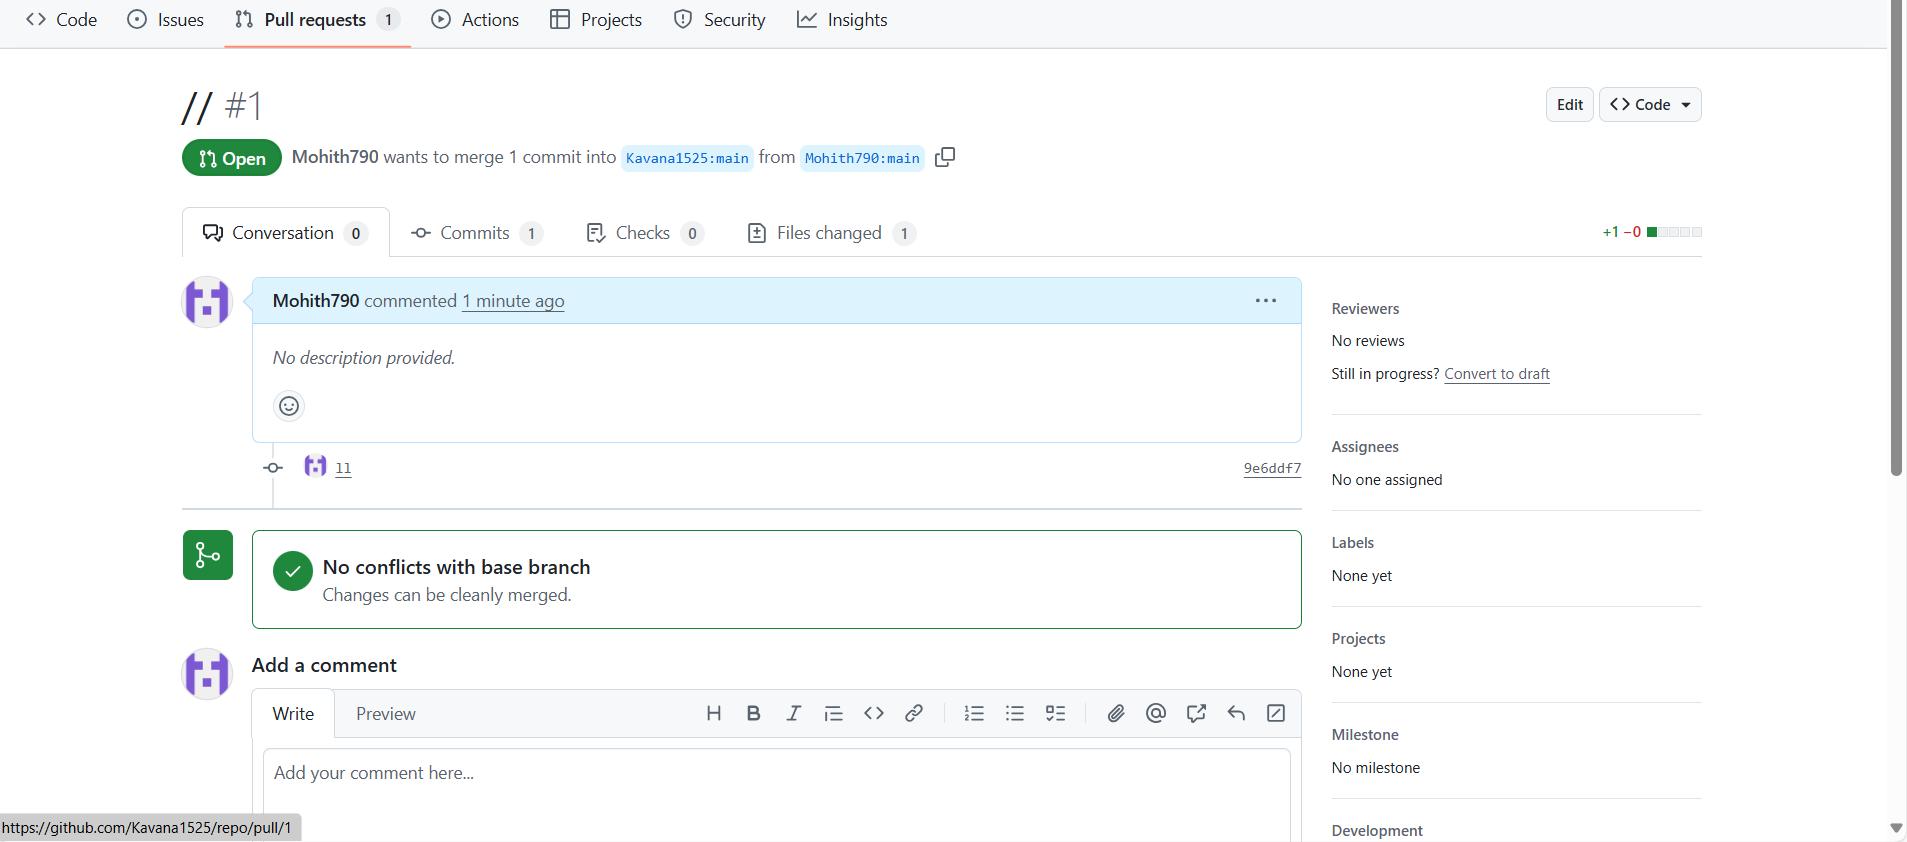 Code Issues Pull requests 1 Actions Projects Security Insights
// #1
Edit Code
Open Mohith790 wants to merge 1 commit into Kavana1525:main from Mohith790:main
Conversation 0 Commits 1 Checks 0 Files changed 1 +1 −0
Mohith790 commented 1 minute ago
No description provided.
11 9e6ddf7
No conflicts with base branch
Changes can be cleanly merged.
Add a comment
Write Preview
Add your comment here...
Reviewers
No reviews
Still in progress? Convert to draft
Assignees
No one assigned
Labels
None yet
Projects
None yet
Milestone
No milestone
Development
https://github.com/Kavana1525/repo/pull/1